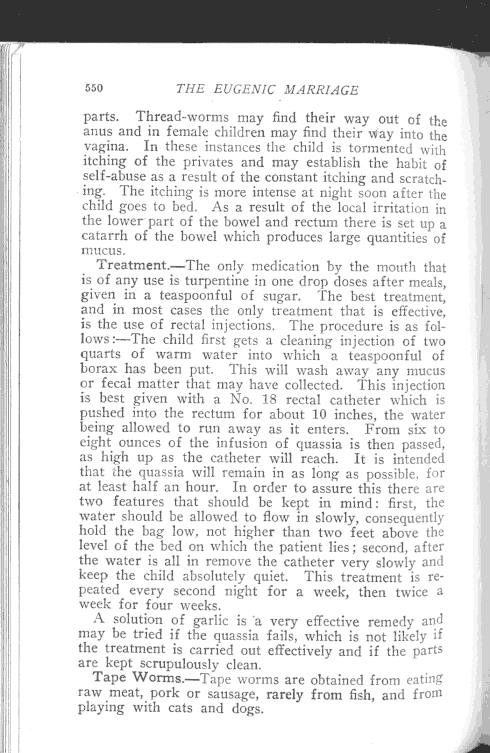 550 THE EUGENIC MARRIAGE
parts. Thread-worms may find their way out of the
anus and in female children may find their way into the
vagina. In these instances the child is tormented with
itching of the privates and may establish the habit of
self-abuse as a result of the constant itching and scratch-
ing. The itching is more intense at night soon after the
child goes to bed. As a result of the local irritation in
the lower part of the bowel and rectum there is set up a
catarrh of the bowel which produces large quantities of
mucus.
Treatment.—The only medication by the mouth that
is of any use is turpentine in one drop doses after meals,
given in a teaspoonful of sugar. The best treatment,
and in most cases the only treatment that is effective,
is the use of rectal injections. The procedure is as fol-
lows:—The child first gets a cleaning injection of two
quarts of warm water into which a teaspoonful of
borax has been put. This will wash away any mucus
or fecal matter that may have collected. This injection
is best given with a No. 18 rectal catheter which is
pushed into the rectum for about 10 inches, the water
being allowed to run away as it enters. From six to
eight ounces of the infusion of quassia is then passed,
as high up as the catheter will reach. It is intended
that the quassia will remain in as long as possible, for
at least half an hour. In order to assure this there are
two features that should be kept in mind: first, the
water should be allowed to flow in slowly, consequently
hold the bag low, not higher than two feet above the
level of the bed on which the patient lies; second, after
the water is all in remove the catheter very slowly and
keep the child absolutely quiet. This treatment is re-
peated every second night for a week, then twice a
week for four weeks.
A solution of garlic is a very effective remedy and
may be tried if the quassia fails, which is not likely if
the treatment is carried out effectively and if the parts
are kept scrupulously clean.
Tape Worms.—Tape worms are obtained from eating
raw meat, pork or sausage, rarely from fish, and from
playing with cats and dogs.